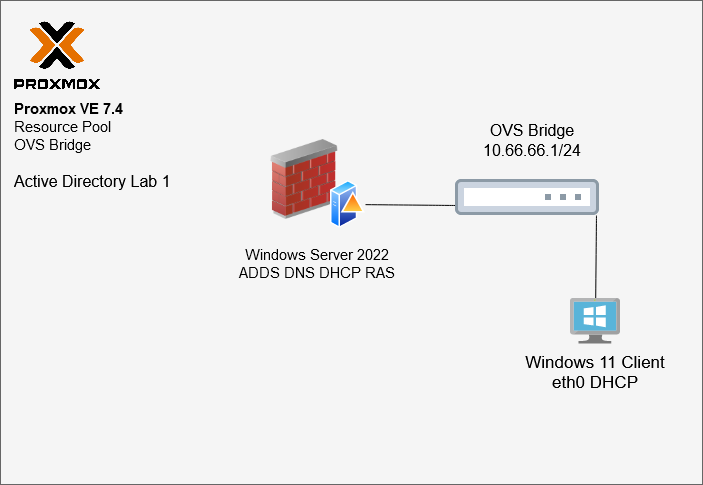 PROXMOX
Proxmox VE 7.4
Resource Pool
OVS Bridge
Active Directory Lab 1
OVS Bridge
10.66.66.1/24
Windows Server 2022
ADDS DNS DHCP RAS
Windows 11 Client
eth0 DHCP